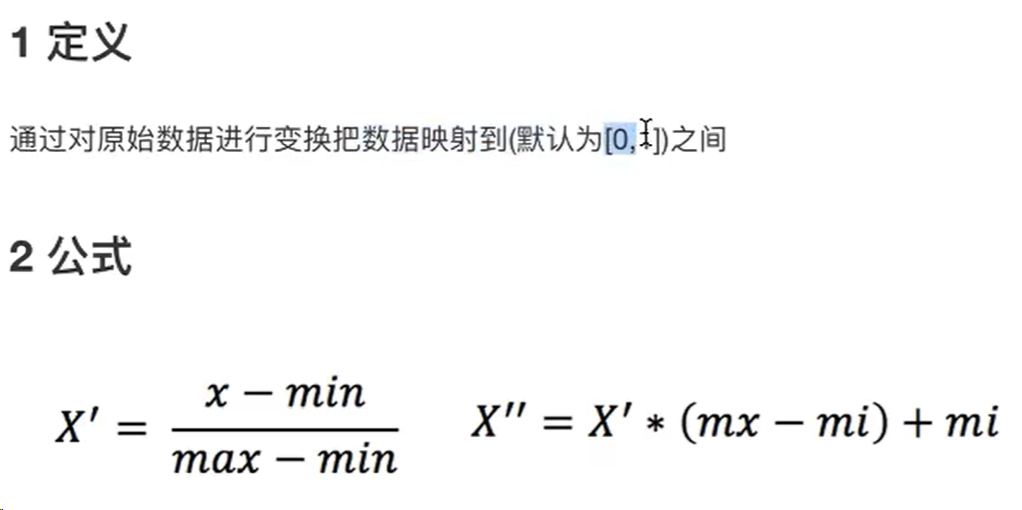 1 定义
通过对原始数据进行变换把数据映射到(默认为[0,1])之间
2 公式
X' = (x − min) / (max − min)    X'' = X' * (mx − mi) + mi